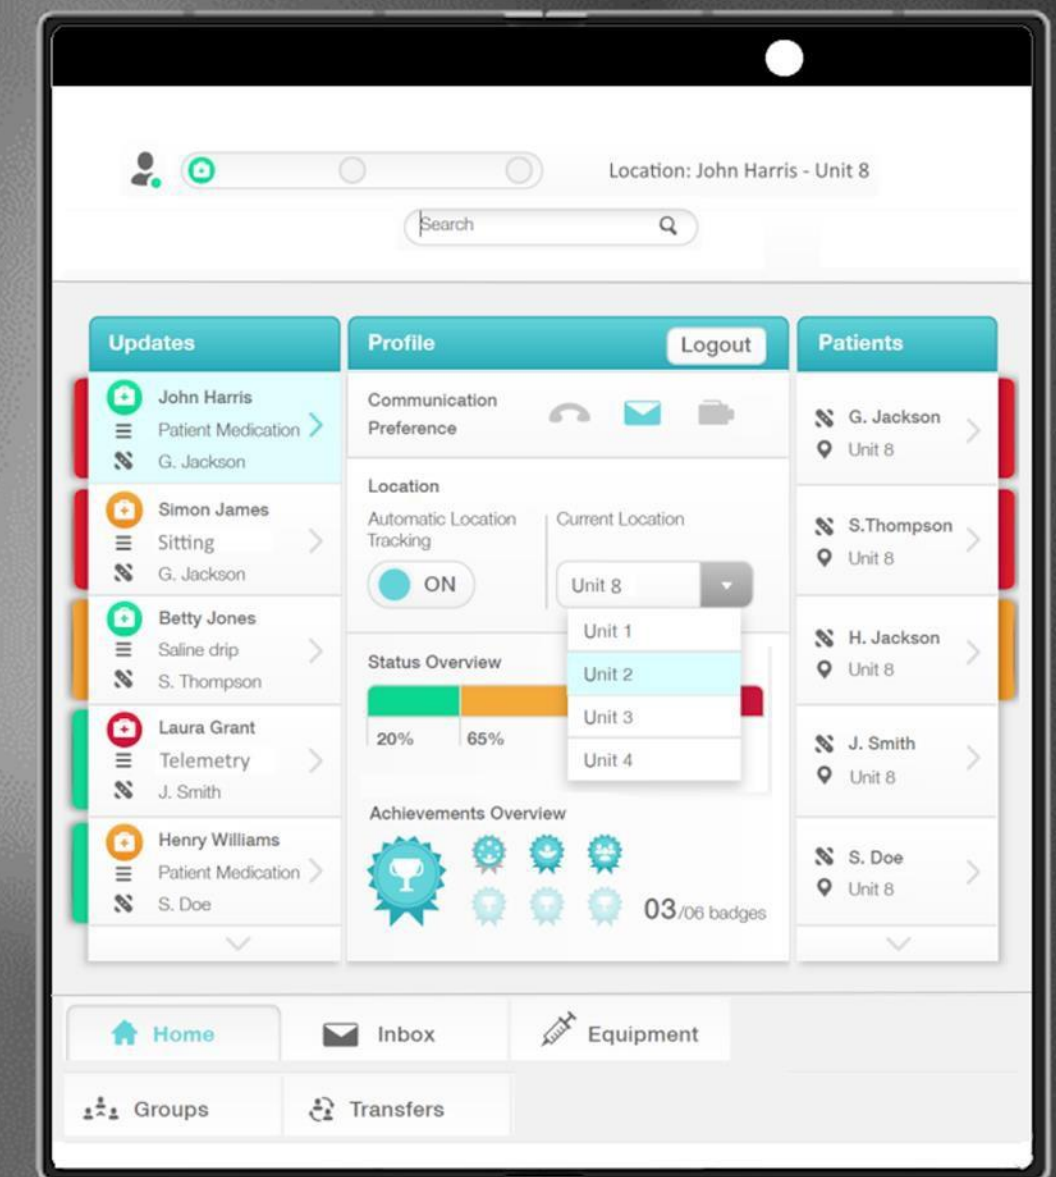 Location: John Harris - Unit 8
Search
Updates
John Harris
Patient Medication
G. Jackson
Simon James
Sitting
G. Jackson
Betty Jones
Saline drip
S. Thompson
Laura Grant
Telemetry
J. Smith
Henry Williams
Patient Medication
S. Doe
Profile
Logout
Communication
Preference
Location
Automatic Location
Tracking
ON
Current Location
Unit 8
Unit 1
Unit 2
Unit 3
Unit 4
Status Overview
20%
65%
Achievements Overview
03/06 badges
Patients
G. Jackson
Unit 8
S.Thompson
Unit 8
H. Jackson
Unit 8
J. Smith
Unit 8
S. Doe
Unit 8
Home
Inbox
Equipment
Groups
Transfers